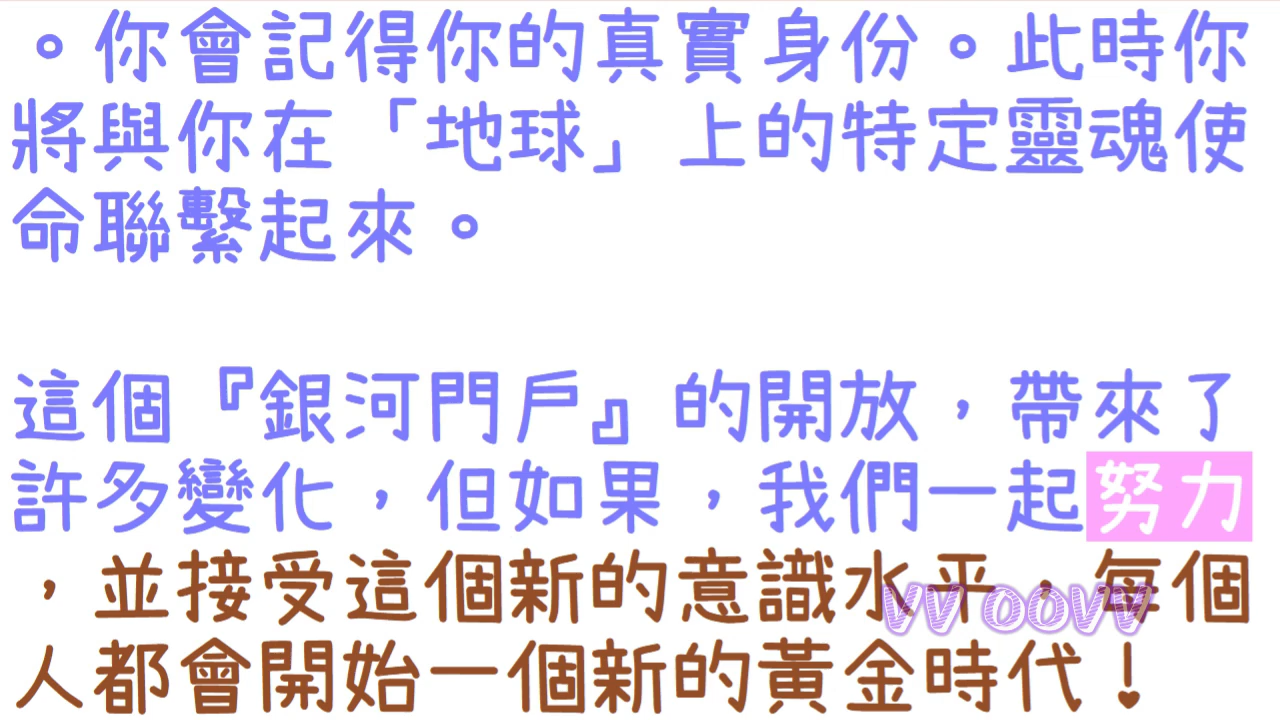 。你會記得你的真實身份。此時你
將與你在「地球」上的特定靈魂使
命聯繫起來。
這個『銀河門戶』的開放，帶來了
許多變化，但如果，我們一起努力
，並接受這個新的意識水平，每個
人都會開始一個新的黃金時代！
vv oovv